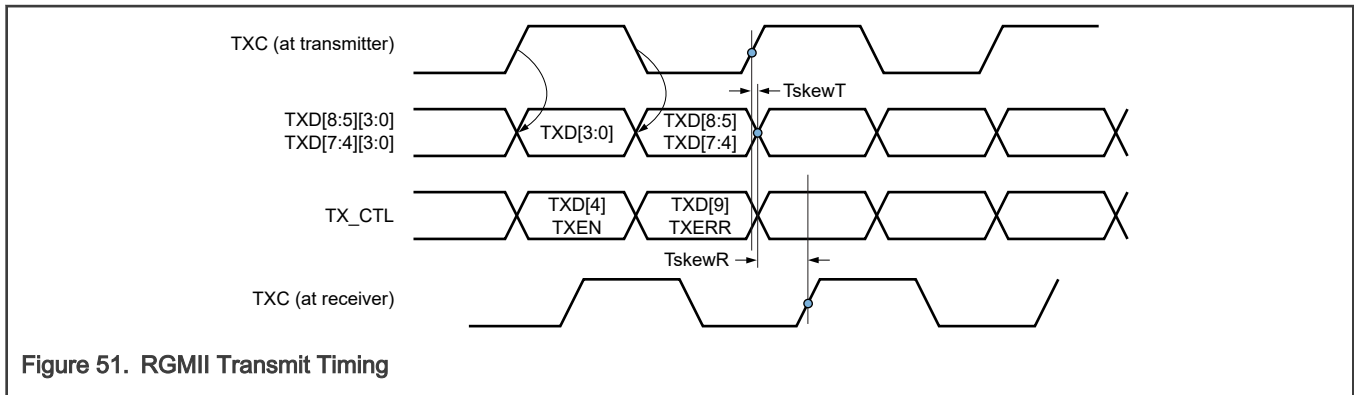 TXC (at transmitter)
TskewT
TXD[8:5][3:0]
TXD[7:4][3:0]
TXD[3:0]
TXD[8:5]
TXD[7:4]
TX_CTL
TXD[4]
TXEN
TXD[9]
TXERR
TskewR
TXC (at receiver)
Figure 51. RGMII Transmit Timing